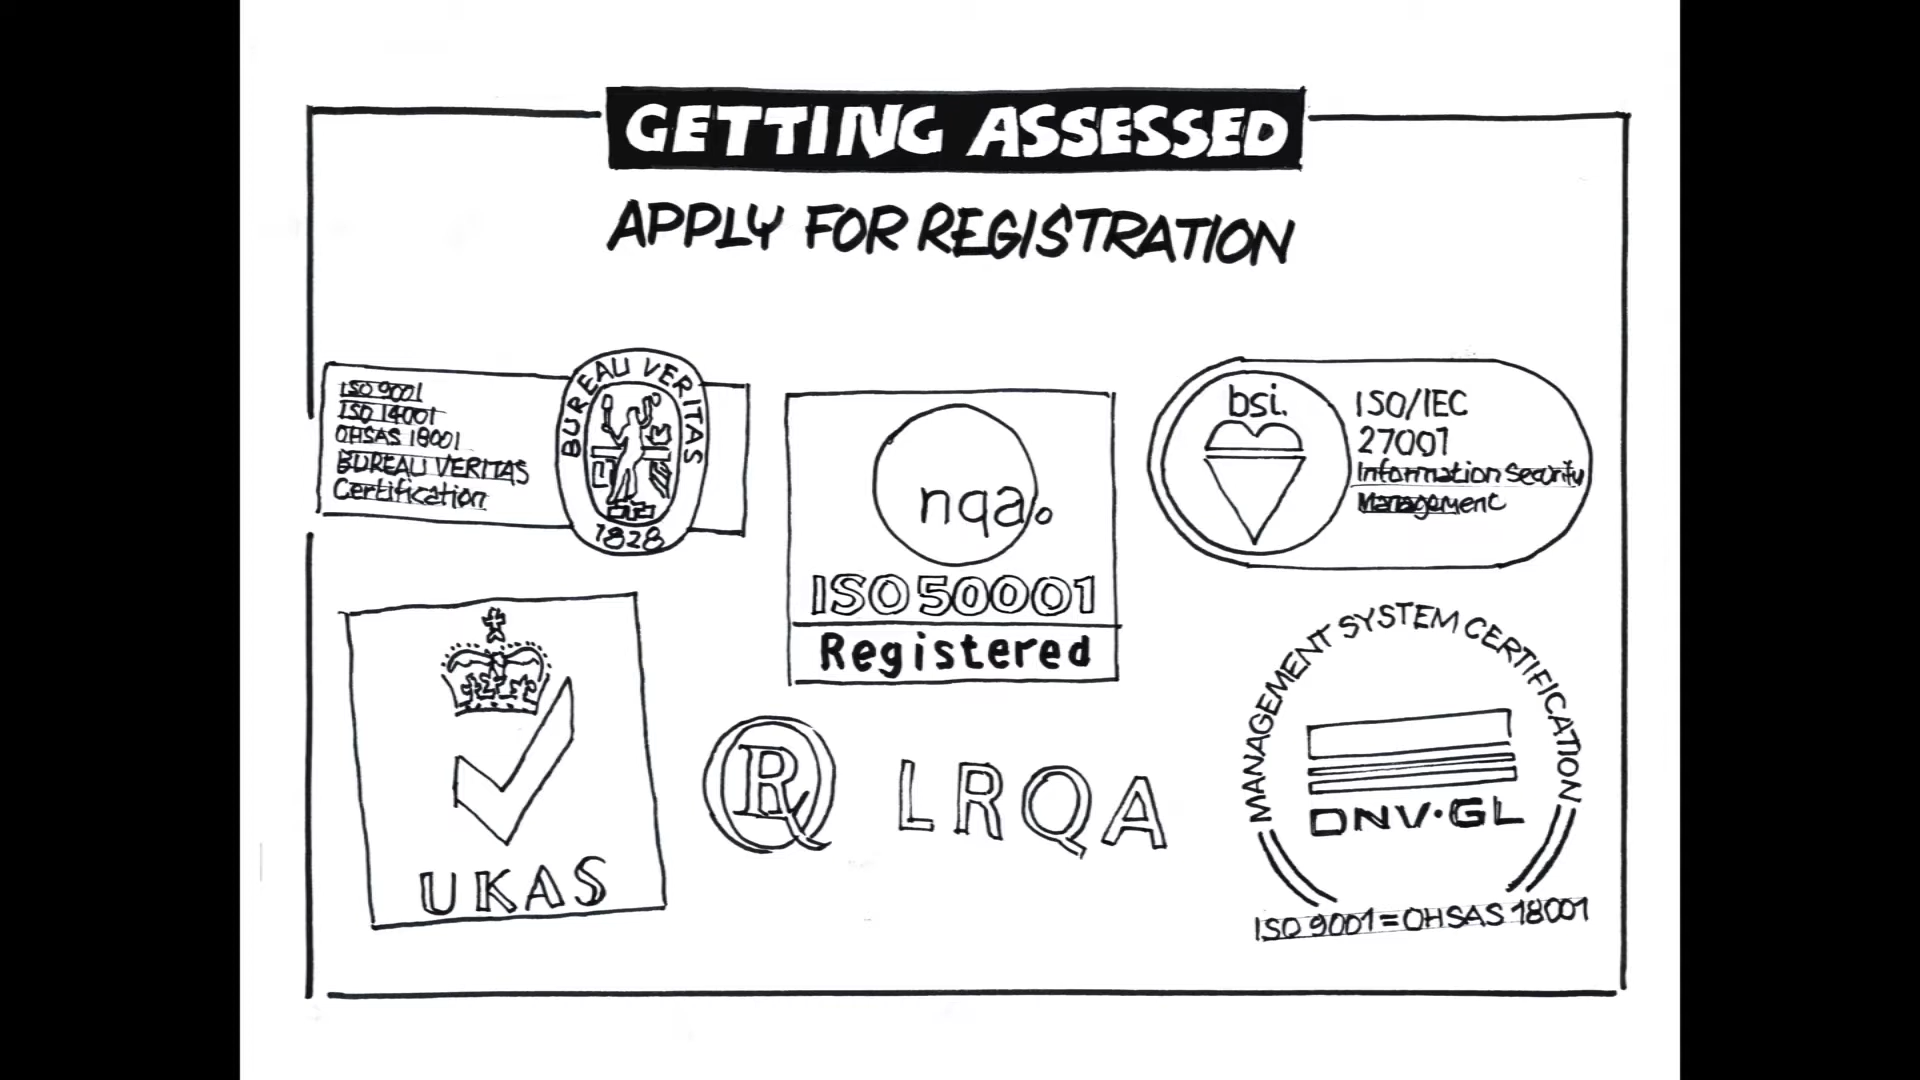 GETTING ASSESSED
APPLY FOR REGISTRATION
ISO 9001
ISO 14001
OHSAS 18001
BUREAU VERITAS
Certification
BUREAU VERITAS
1828
nqa.
ISO 50001
Registered
bsi.
ISO/IEC
27001
Information Security
Management
UKAS
LRQA
MANAGEMENT SYSTEM CERTIFICATION
DNV·GL
ISO 9001=OHSAS 18001